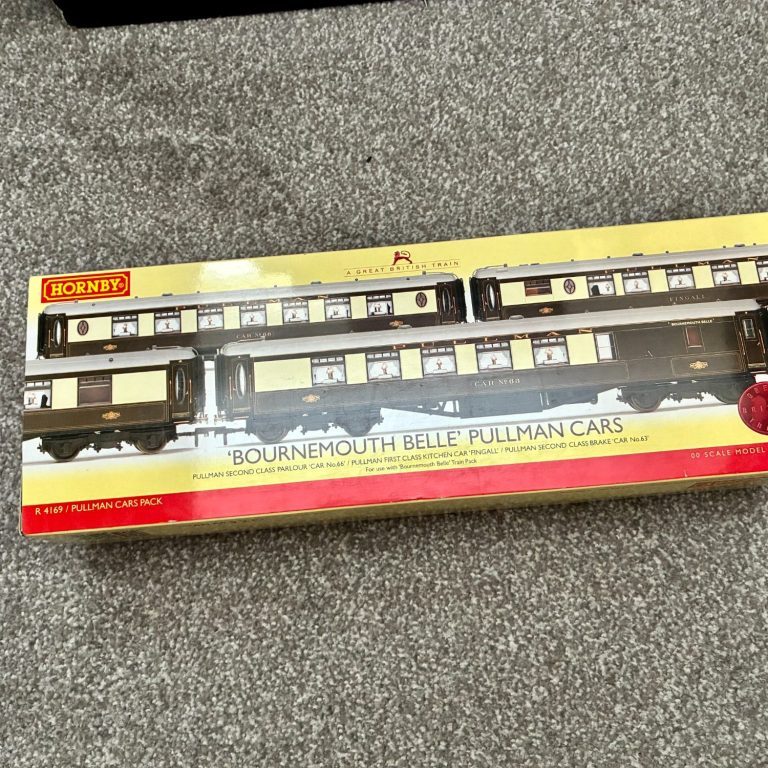 A GREAT BRITISH TRAIN
HORNBY®
PULLMAN
CAR No 66
FINGALL
'BOURNEMOUTH BELLE'
PULLMAN
CAR No 63
'BOURNEMOUTH BELLE' PULLMAN CARS
PULLMAN SECOND CLASS PARLOUR 'CAR No.66' / PULLMAN FIRST CLASS KITCHEN CAR 'FINGALL' / PULLMAN SECOND CLASS BRAKE 'CAR No.63'
For use with 'Bournemouth Belle' Train Pack
00 SCALE MODEL
R 4169 / PULLMAN CARS PACK